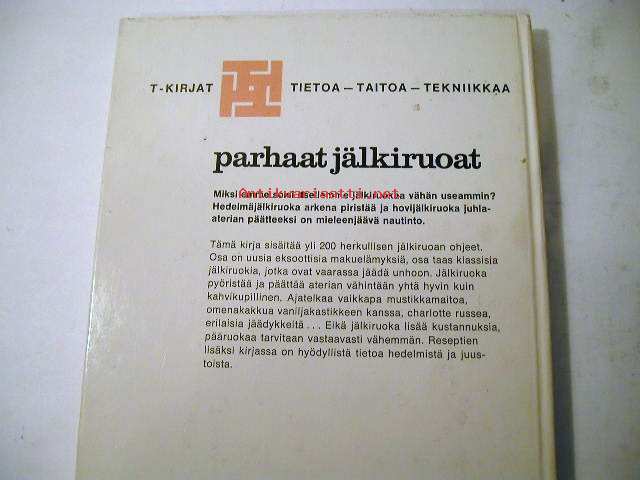 T-KIRJAT TIETOA – TAITOA – TEKNIIKKAA
parhaat jälkiruoat
Antikvariaatti.net
jälkiruokaa vähän useammin?
Hedelmäjälkiruoka arkena piristää ja hovijälkiruoka juhla-
aterian päätteeksi on mieleenjäävä nautinto.
Tämä kirja sisältää yli 200 herkullisen jälkiruoan ohjeet.
Osa on uusia eksoottisia makuelämyksiä, osa taas klassisia
jälkiruokia, jotka ovat vaarassa jäädä unhoon. Jälkiruoka
pyöristää ja päättää aterian vähintään yhtä hyvin kuin
kahvikupillinen. Ajatelkaa vaikkapa mustikkamaitoa,
omenakakkua vaniljakastikkeen kanssa, charlotte russea,
erilaisia jäädykkeitä . . . Eikä jälkiruoka lisää kustannuksia,
pääruokaa tarvitaan vastaavasti vähemmän. Reseptien
lisäksi kirjassa on hyödyllistä tietoa hedelmistä ja juus-
toista.